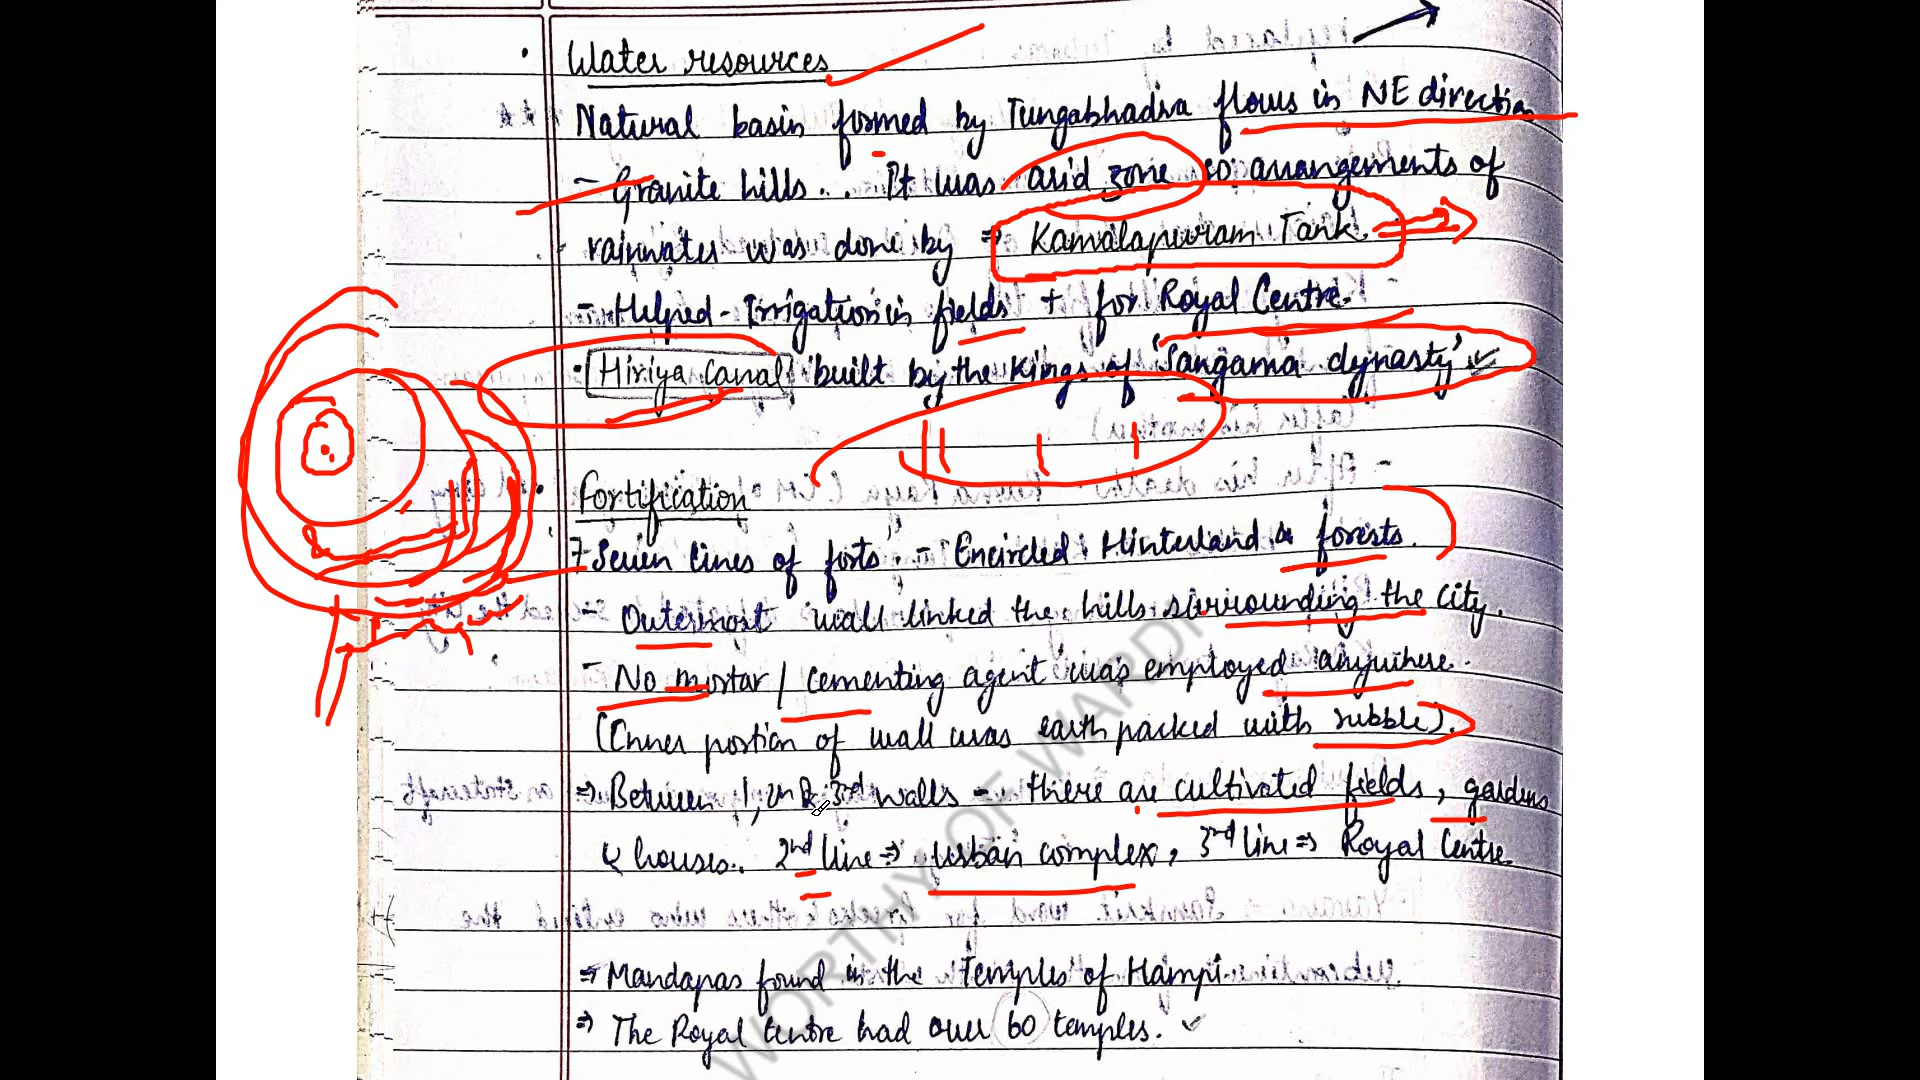 • Water resources
Natural basin formed by Tungabhadra flows in NE direction
- Granite hills.. It was arid zone so arrangements of
rainwater was done by ⇒ Kamalapuram Tank.
- Helped - Irrigation in fields + for Royal Centre.
• Hiriya Canal built by the kings of 'Sangama dynasty'
• Fortification
7 Seven lines of forts' - Encircled: Hinterland & forests.
- Outermost wall linked the hills surrounding the city.
- No mortar / cementing agent was employed anywhere.
(Inner portion of wall was earth packed with rubble).
⇒ Between 1, 2n & 3rd walls - there are cultivated fields, gardens
& houses.. 2nd line ⇒ urban complex, 3rd line ⇒ Royal Centre.
⇒ Mandapas found in the Temples of Hampi.
⇒ The Royal Centre had over 60 temples.
WORTHY OF WARDI